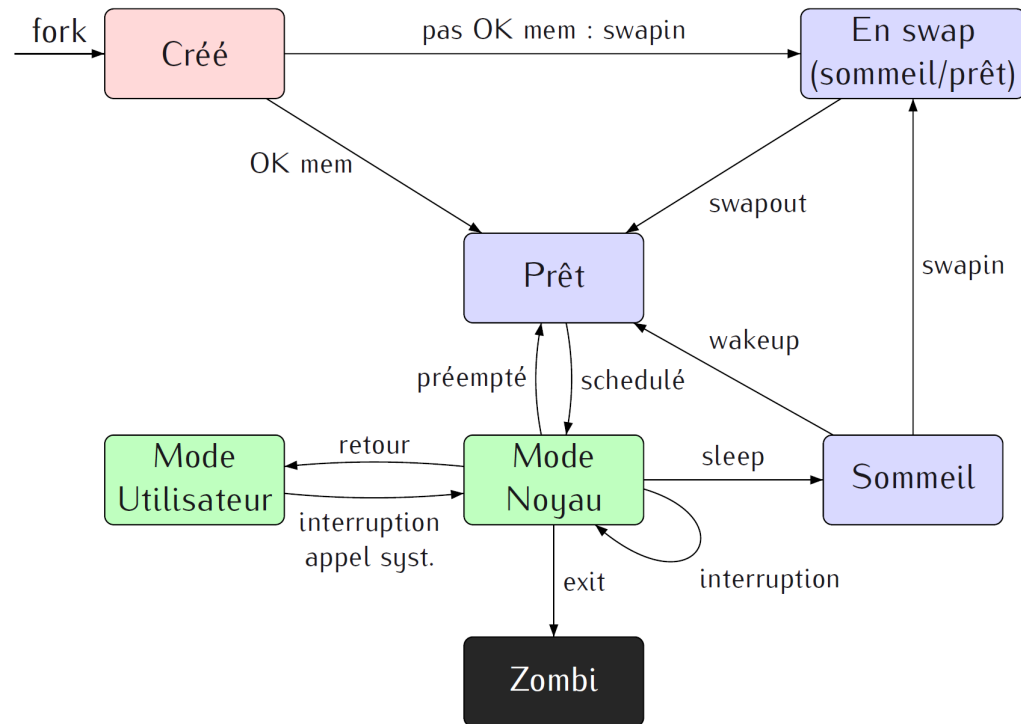 fork
Créé
pas OK mem : swapin
En swap
(sommeil/prêt)
OK mem
swapout
Prêt
swapin
wakeup
préempté
schedulé
Mode
Utilisateur
retour
Mode
Noyau
sleep
Sommeil
interruption
appel syst.
exit
interruption
Zombi